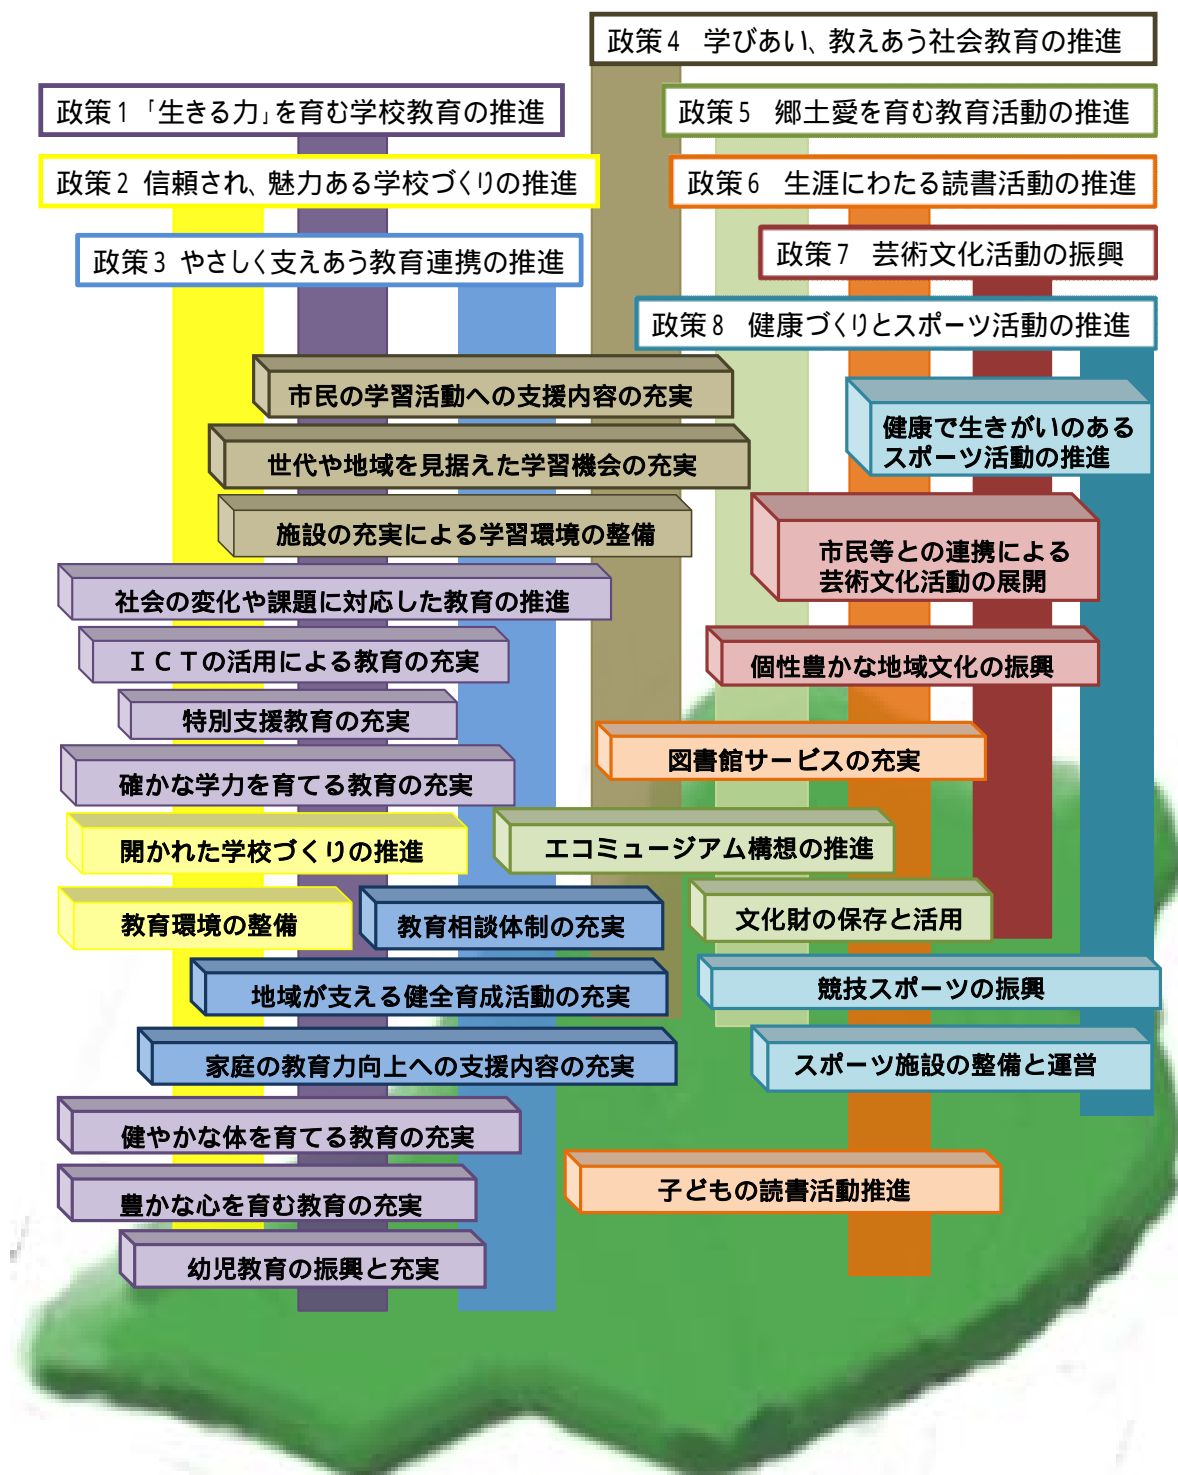 政策4　学びあい、教えあう社会教育の推進
政策1「生きる力」を育む学校教育の推進
政策5　郷土愛を育む教育活動の推進
政策2 信頼され、魅力ある学校づくりの推進
政策6　生涯にわたる読書活動の推進
政策3 やさしく支えあう教育連携の推進
政策7　芸術文化活動の振興
政策8　健康づくりとスポーツ活動の推進
市民の学習活動への支援内容の充実
健康で生きがいのある
スポーツ活動の推進
世代や地域を見据えた学習機会の充実
施設の充実による学習環境の整備
市民等との連携による
芸術文化活動の展開
社会の変化や課題に対応した教育の推進
ＩＣＴの活用による教育の充実
個性豊かな地域文化の振興
特別支援教育の充実
図書館サービスの充実
確かな学力を育てる教育の充実
開かれた学校づくりの推進
エコミュージアム構想の推進
教育環境の整備
教育相談体制の充実
文化財の保存と活用
地域が支える健全育成活動の充実
競技スポーツの振興
家庭の教育力向上への支援内容の充実
スポーツ施設の整備と運営
健やかな体を育てる教育の充実
豊かな心を育む教育の充実
子どもの読書活動推進
幼児教育の振興と充実